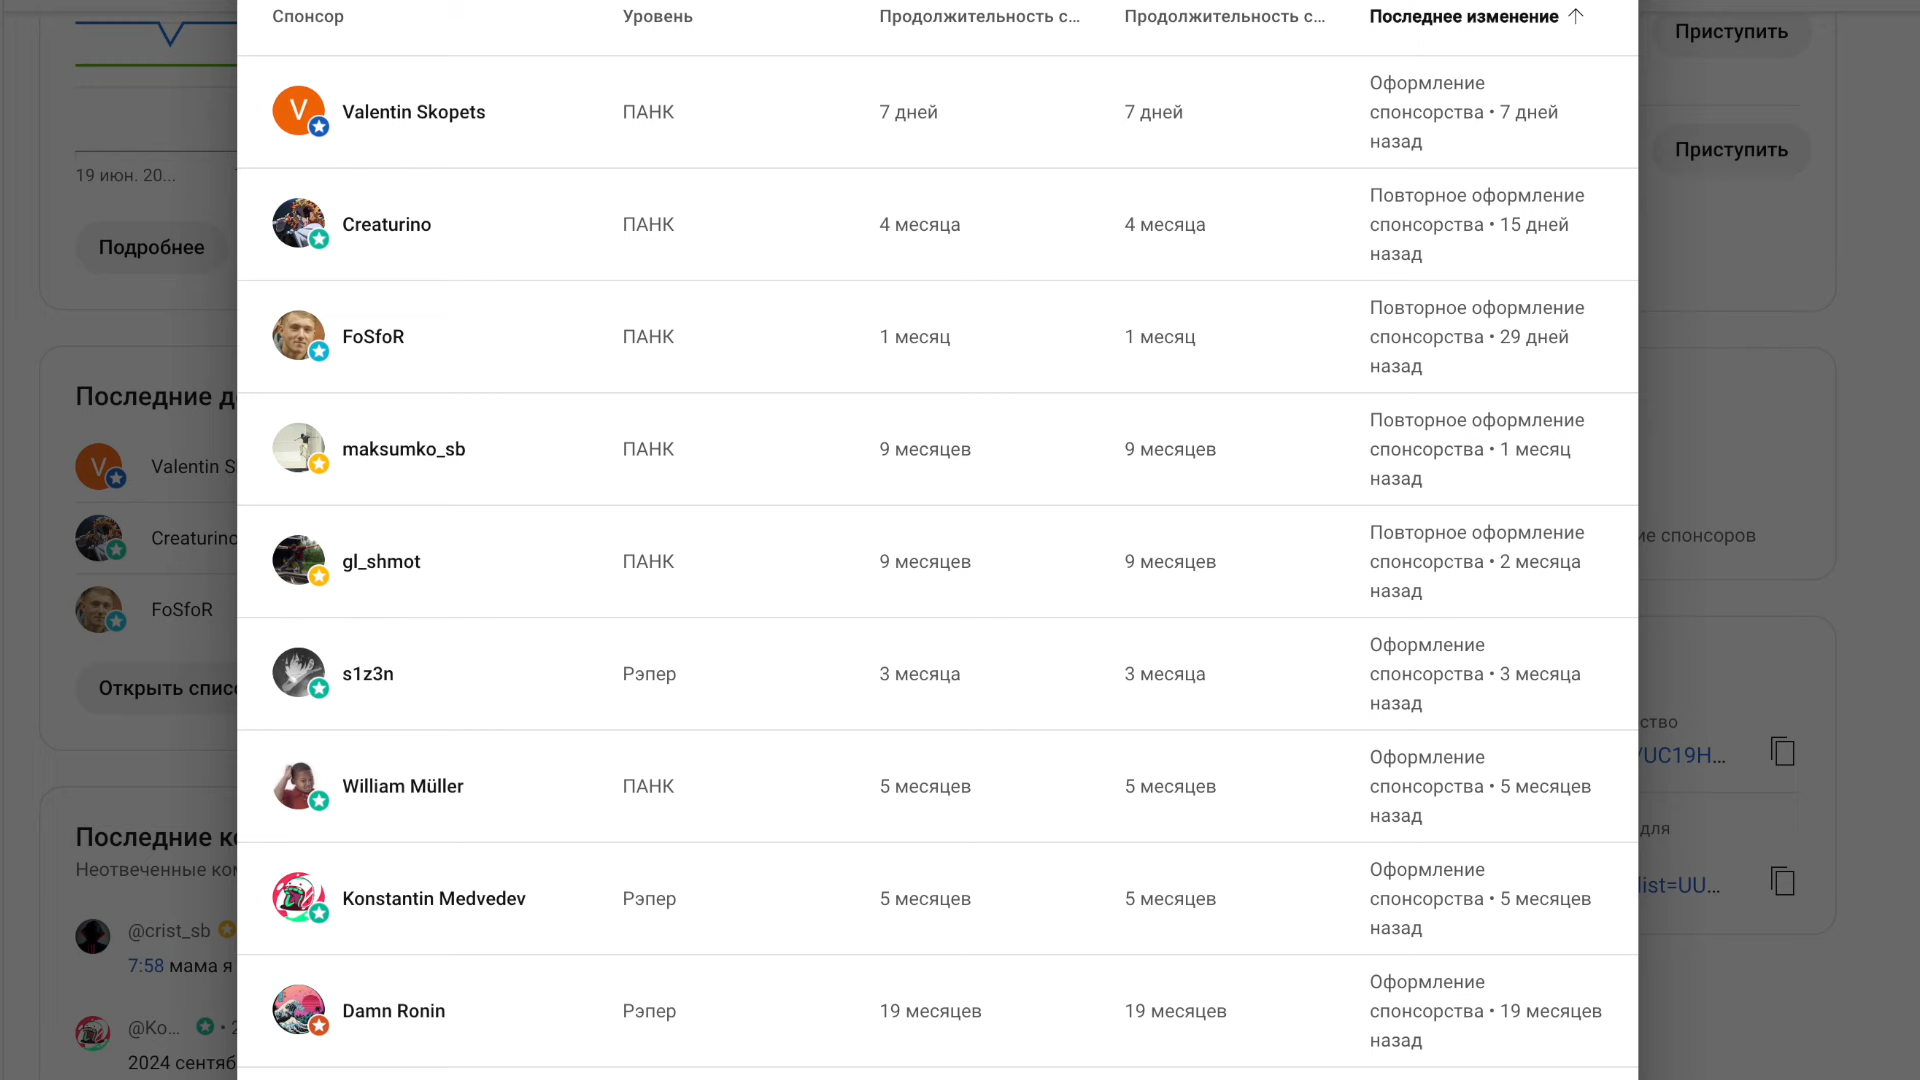 Спонсор Уровень Продолжительность с... Продолжительность с... Последнее изменение
Приступить
Valentin Skopets ПАНК 7 дней 7 дней Оформление
спонсорства • 7 дней
назад
Приступить
19 июн. 20...
Creaturino ПАНК 4 месяца 4 месяца Повторное оформление
спонсорства • 15 дней
назад
Подробнее
FoSfoR ПАНК 1 месяц 1 месяц Повторное оформление
спонсорства • 29 дней
назад
Последние
maksumko_sb ПАНК 9 месяцев 9 месяцев Повторное оформление
спонсорства • 1 месяц
назад
V
Valentin S
Creaturino
FoSfoR
Открыть
gl_shmot ПАНК 9 месяцев 9 месяцев Повторное оформление
спонсорства • 2 месяца
назад
спонсоров
s1z3n Рэпер 3 месяца 3 месяца Оформление
спонсорства • 3 месяца
назад
William Müller ПАНК 5 месяцев 5 месяцев Оформление
спонсорства • 5 месяцев
назад
ство
/UC19H...
для
list=UU...
Последние
Неотвеченные
Konstantin Medvedev Рэпер 5 месяцев 5 месяцев Оформление
спонсорства • 5 месяцев
назад
@crist_sb
7:58 мама я
Damn Ronin Рэпер 19 месяцев 19 месяцев Оформление
спонсорства • 19 месяцев
назад
@Ko... • 2
2024 сентяб